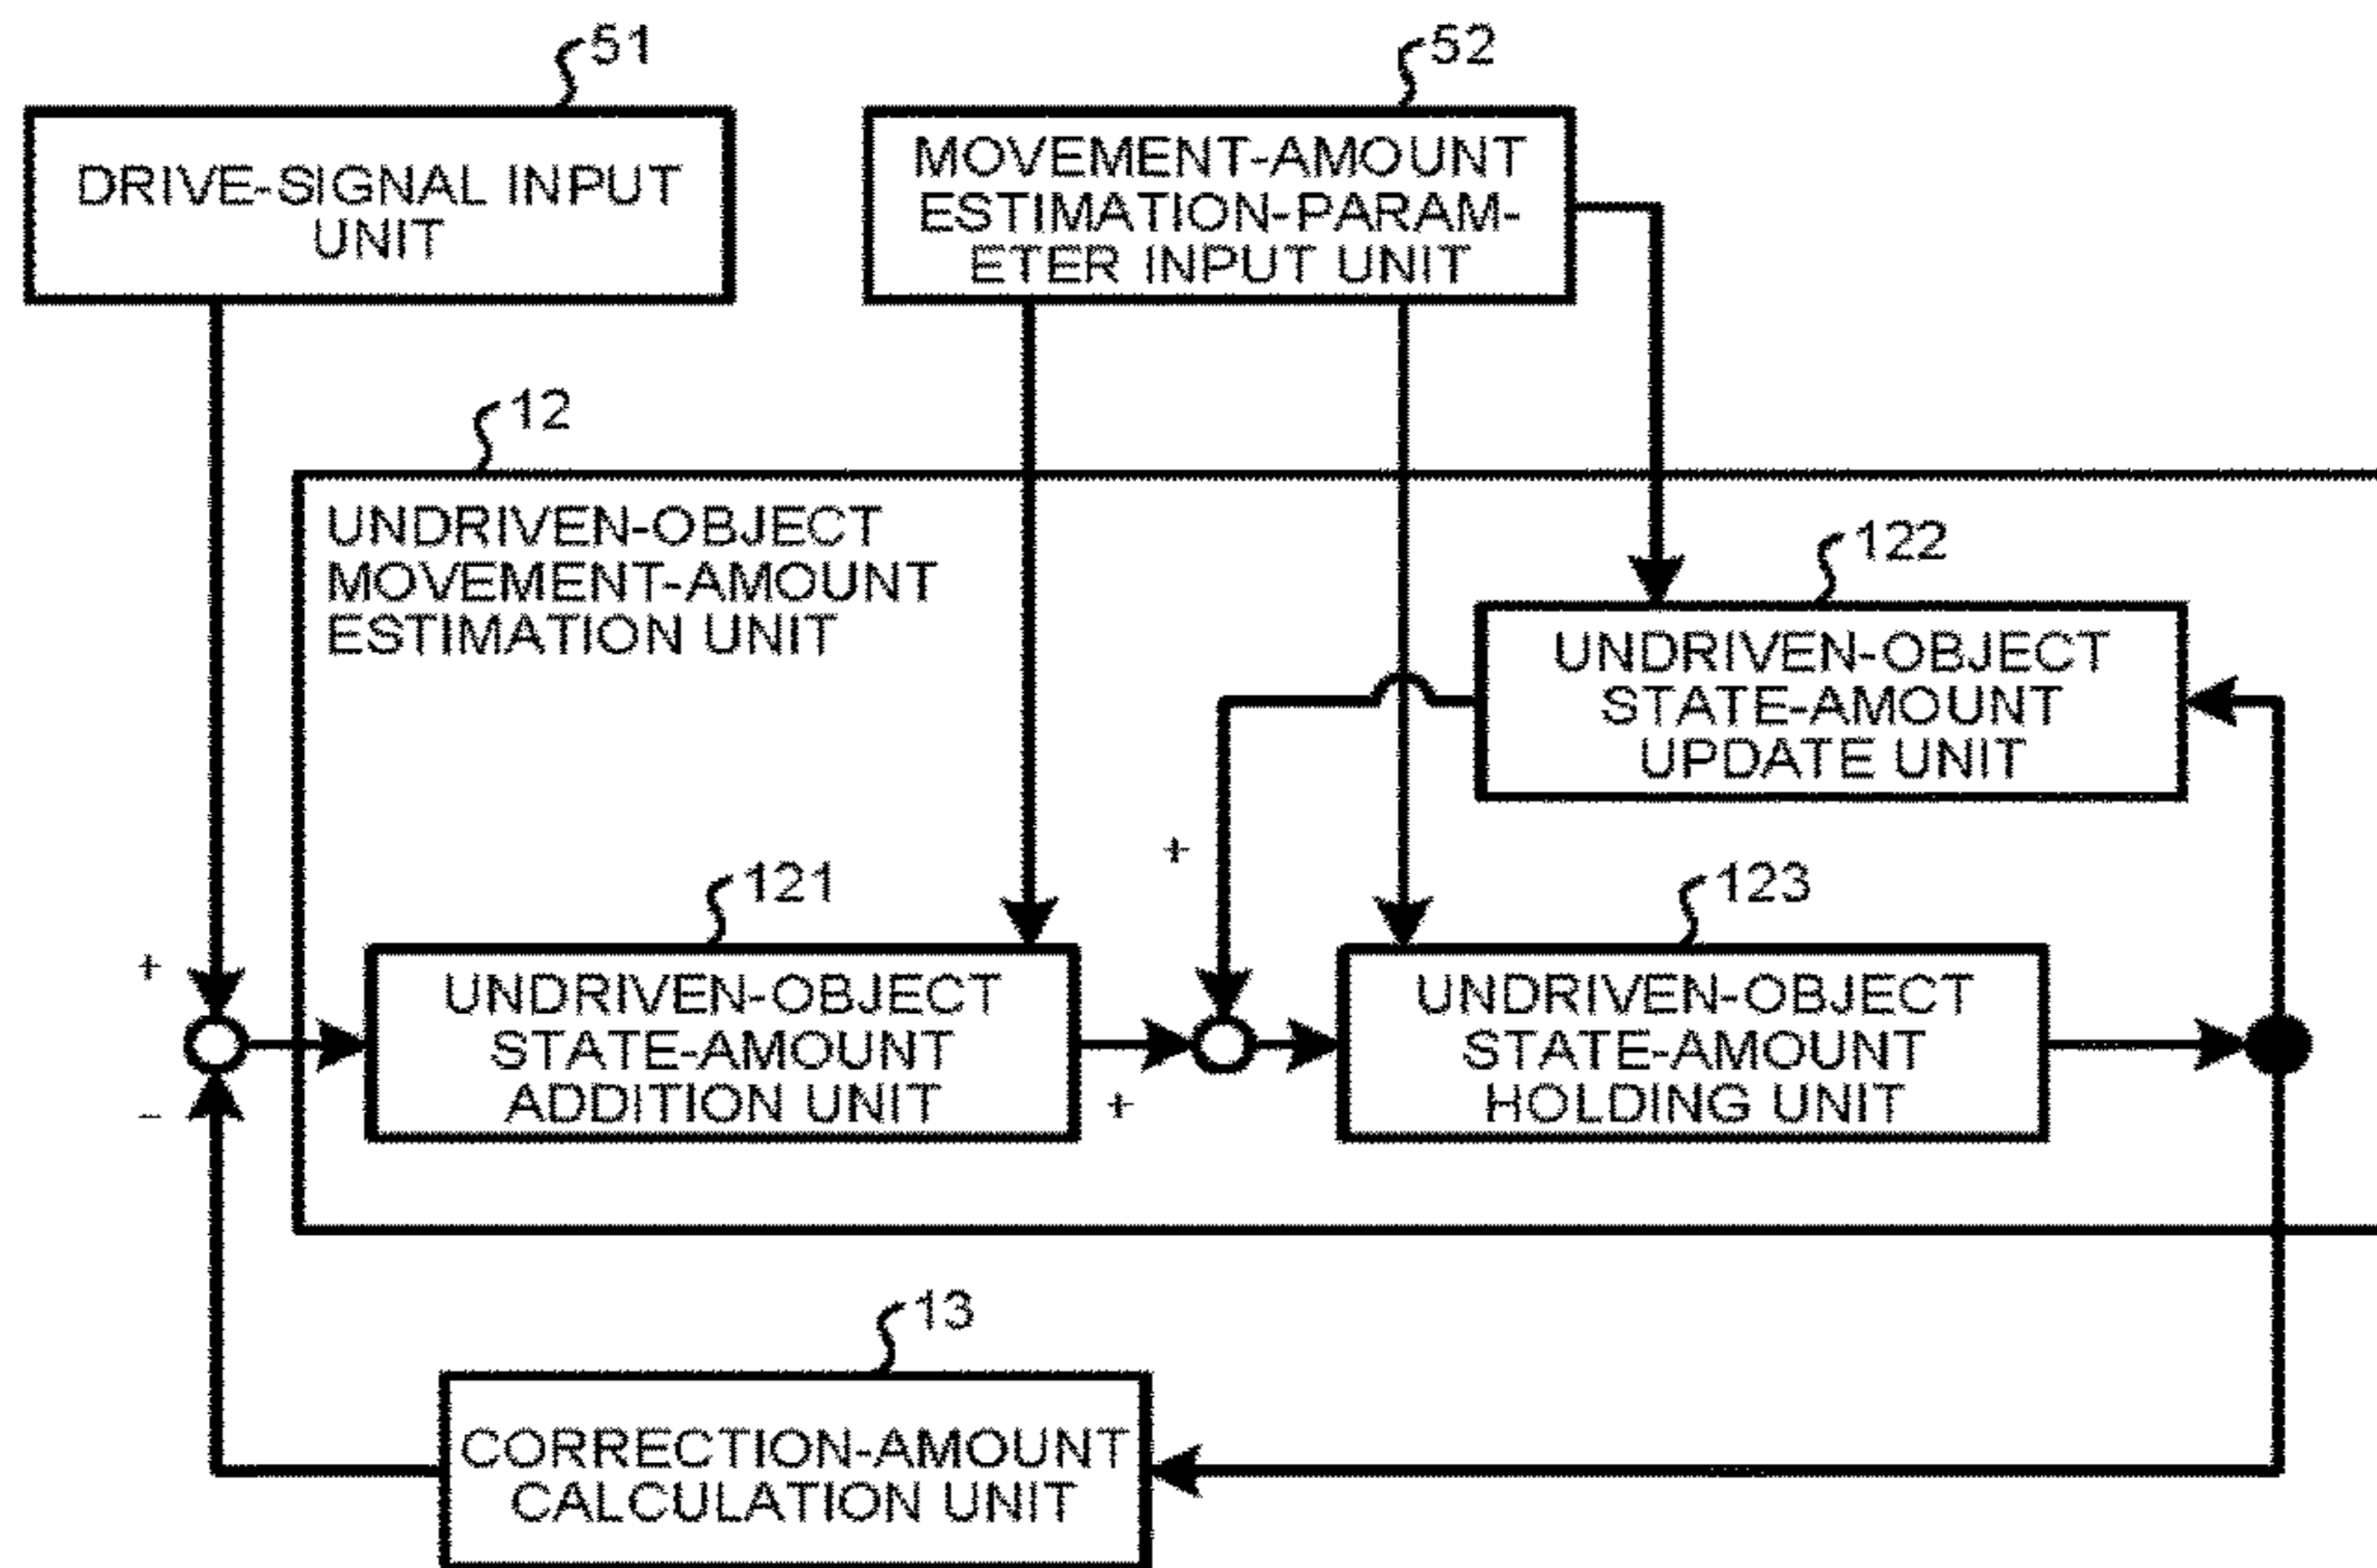 51
52
DRIVE-SIGNAL INPUT
UNIT
MOVEMENT-AMOUNT
ESTIMATION-PARAM-
ETER INPUT UNIT
12
UNDRIVEN-OBJECT
MOVEMENT-AMOUNT
ESTIMATION UNIT
122
UNDRIVEN-OBJECT
STATE-AMOUNT
UPDATE UNIT
+
121
123
+
UNDRIVEN-OBJECT
STATE-AMOUNT
ADDITION UNIT
UNDRIVEN-OBJECT
STATE-AMOUNT
HOLDING UNIT
−
+
13
CORRECTION-AMOUNT
CALCULATION UNIT